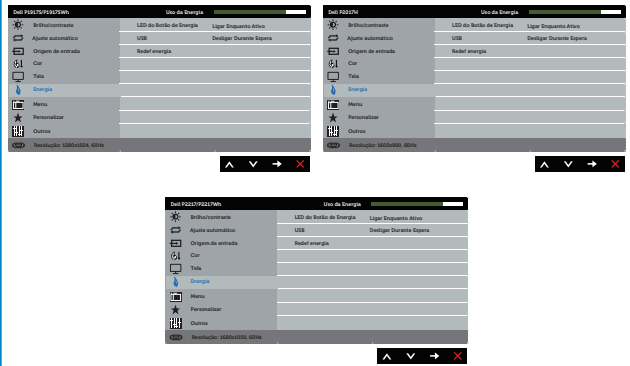 Dell P1917S/P1917SWh Uso da Energia
Brilho/contraste LED do Botão de Energia Ligar Enquanto Ativo
Ajuste automático USB Desligar Durante Espera
Origem de entrada Redef energia
Cor
Tela
Energia
Menu
Personalizar
Outros
Resolução: 1280x1024, 60Hz
Dell P2017H Uso da Energia
Brilho/contraste LED do Botão de Energia Ligar Enquanto Ativo
Ajuste automático USB Desligar Durante Espera
Origem de entrada Redef energia
Cor
Tela
Energia
Menu
Personalizar
Outros
Resolução: 1600x900, 60Hz
Dell P2217/P2217Wh Uso da Energia
Brilho/contraste LED do Botão de Energia Ligar Enquanto Ativo
Ajuste automático USB Desligar Durante Espera
Origem de entrada Redef energia
Cor
Tela
Energia
Menu
Personalizar
Outros
Resolução: 1680x1050, 60Hz